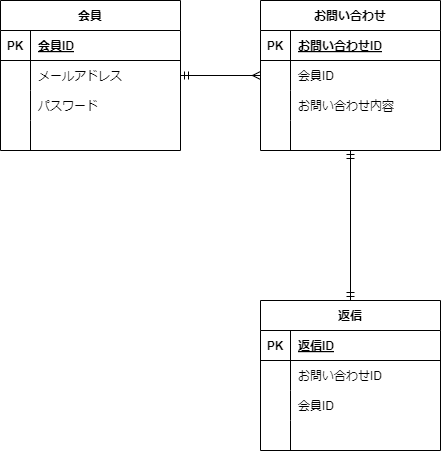 会員
PK 会員ID
メールアドレス
パスワード
お問い合わせ
PK お問い合わせID
会員ID
お問い合わせ内容
返信
PK 返信ID
お問い合わせID
会員ID